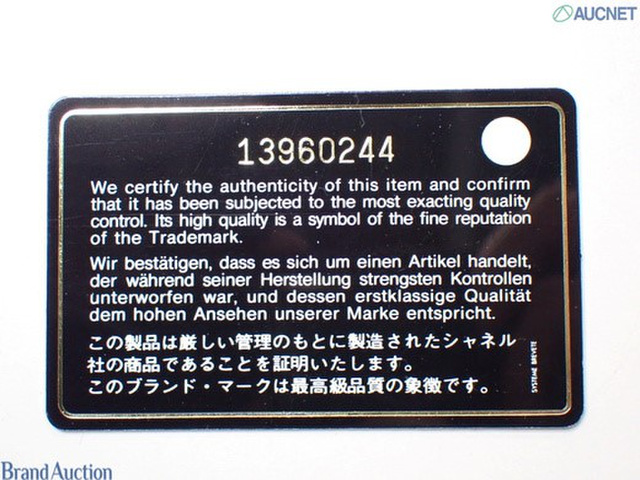 AUCNET
13960244
We certify the authenticity of this item and confirm
that it has been subjected to the most exacting quality
control. Its high quality is a symbol of the fine reputation
of the Trademark.
Wir bestätigen, dass es sich um einen Artikel handelt,
der während seiner Herstellung strengsten Kontrollen
unterworfen war, und dessen erstklassige Qualität
dem hohen Ansehen unserer Marke entspricht.
この製品は厳しい管理のもとに製造されたシャネル
社の商品であることを証明いたします。
このブランド・マークは最高級品質の象徴です。
SYSTEME BREVETE
Brand Auction